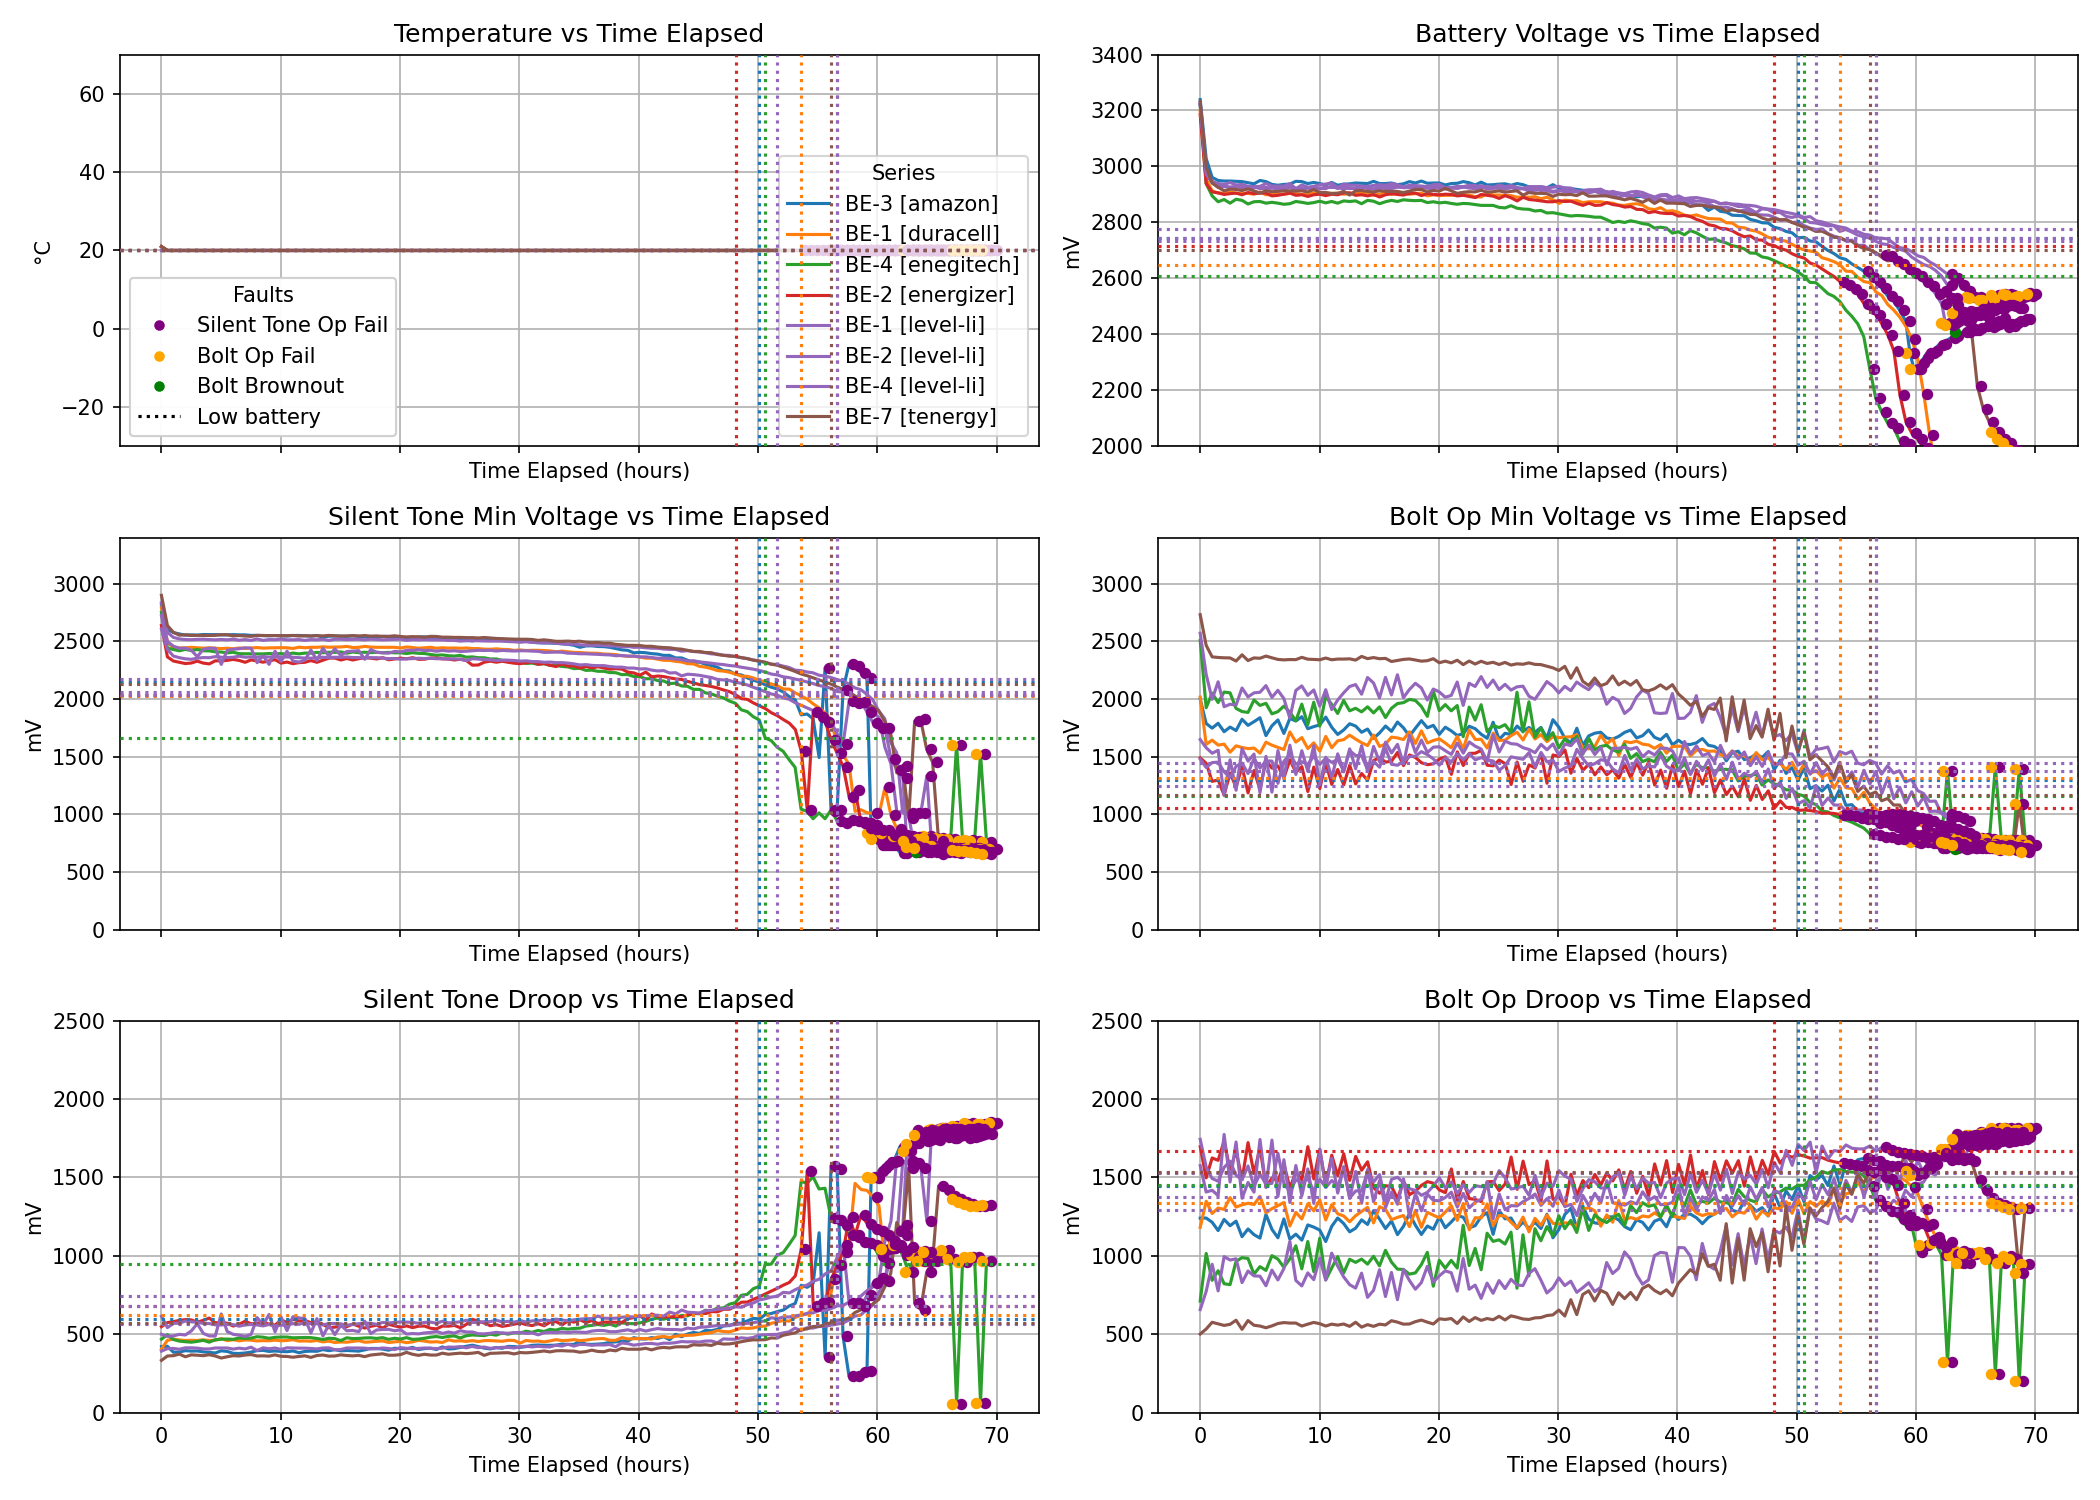 Temperature vs Time Elapsed
60
40
20
0
−20
°C
Time Elapsed (hours)
Faults
Silent Tone Op Fail
Bolt Op Fail
Bolt Brownout
Low battery
Series
BE-3 [amazon]
BE-1 [duracell]
BE-4 [enegitech]
BE-2 [energizer]
BE-1 [level-li]
BE-2 [level-li]
BE-4 [level-li]
BE-7 [tenergy]
Battery Voltage vs Time Elapsed
3400
3200
3000
2800
2600
2400
2200
2000
mV
Time Elapsed (hours)
Silent Tone Min Voltage vs Time Elapsed
3000
2500
2000
1500
1000
500
0
mV
Time Elapsed (hours)
Bolt Op Min Voltage vs Time Elapsed
3000
2500
2000
1500
1000
500
0
mV
Time Elapsed (hours)
Silent Tone Droop vs Time Elapsed
2500
2000
1500
1000
500
0
mV
0 10 20 30 40 50 60 70
Time Elapsed (hours)
Bolt Op Droop vs Time Elapsed
2500
2000
1500
1000
500
0
mV
0 10 20 30 40 50 60 70
Time Elapsed (hours)